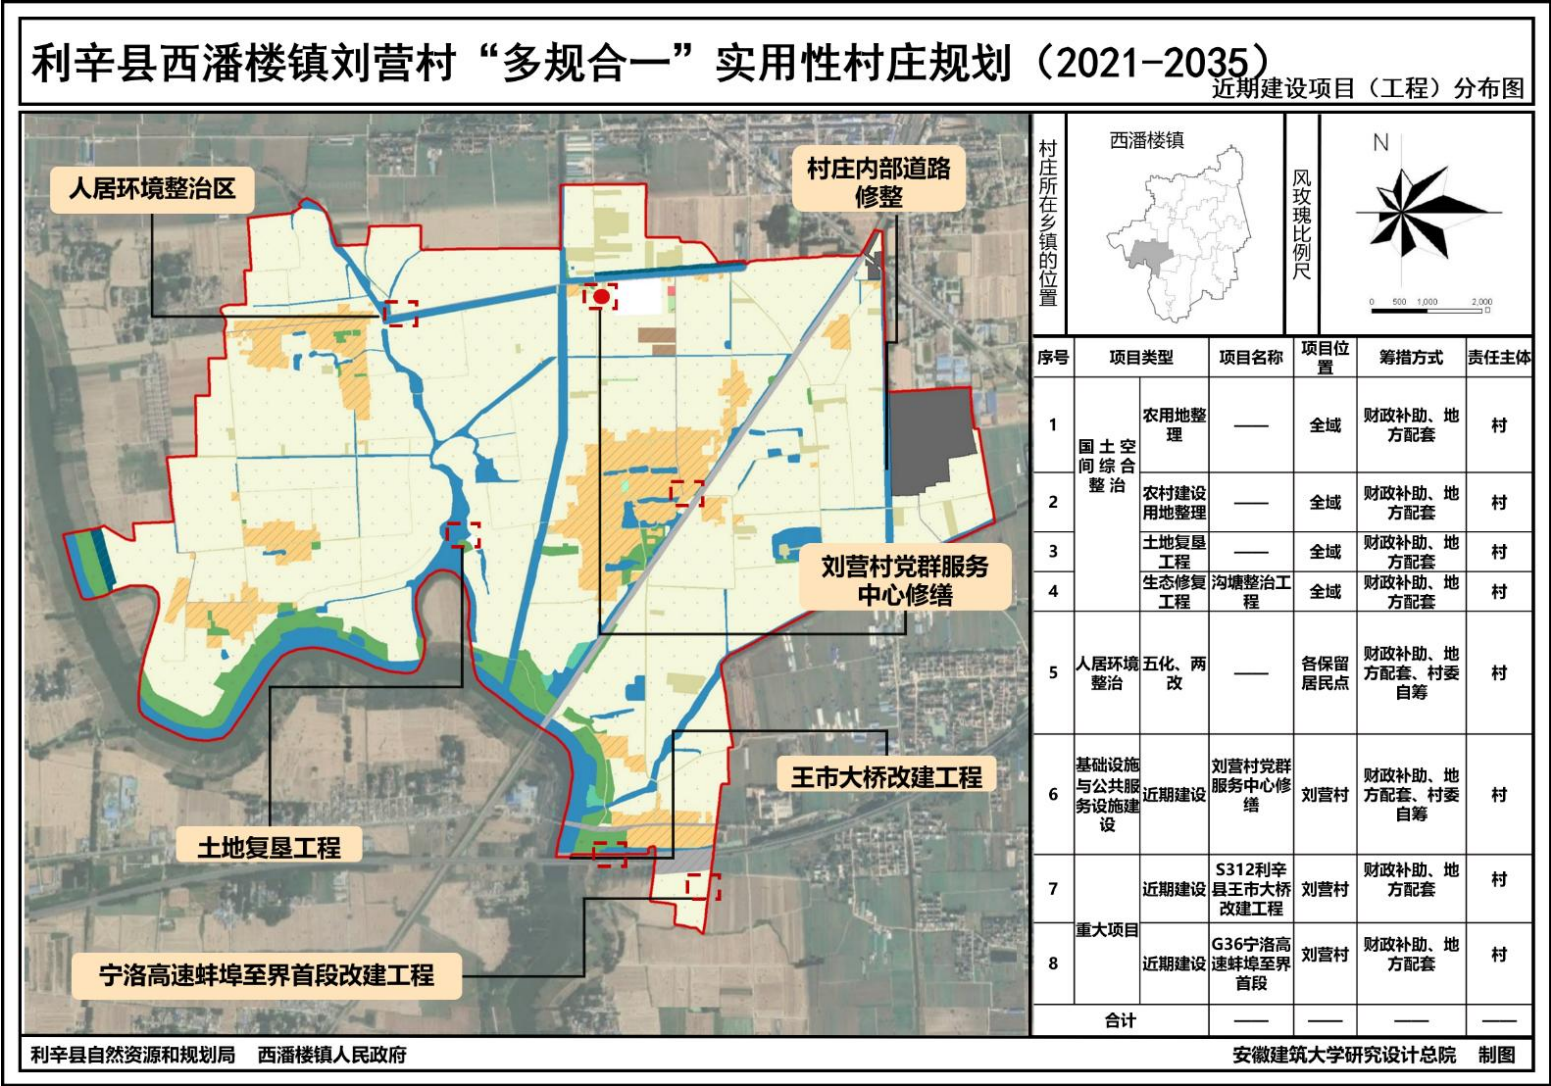 利辛县西潘楼镇刘营村“多规合一”实用性村庄规划（2021-2035）
近期建设项目（工程）分布图
人居环境整治区
村庄内部道路
修整
刘营村党群服务
中心修缮
王市大桥改建工程
土地复垦工程
宁洛高速蚌埠至界首段改建工程
村庄所在乡镇的位置
西潘楼镇
风玫瑰比例尺
N
0 500 1,000 2,000
序号 项目类型 项目名称 项目位
置 筹措方式 责任主体
国土空
间综合
整治
1 农用地整
理 —— 全域 财政补助、地
方配套 村
2 农村建设
用地整理 —— 全域 财政补助、地
方配套 村
3 土地复垦
工程 —— 全域 财政补助、地
方配套 村
4 生态修复
工程 沟塘整治工
程 全域 财政补助、地
方配套 村
5 人居环境
整治 五化、两
改 —— 各保留
居民点 财政补助、地
方配套、村委
自筹 村
6 基础设施
与公共服
务设施建
设 近期建设 刘营村党群
服务中心修
缮 刘营村 财政补助、地
方配套、村委
自筹 村
重大项目
7 近期建设 S312利辛
县王市大桥
改建工程 刘营村 财政补助、地
方配套 村
8 近期建设 G36宁洛高
速蚌埠至界
首段 刘营村 财政补助、地
方配套 村
合计 —— —— —— ——
利辛县自然资源和规划局 西潘楼镇人民政府
安徽建筑大学研究设计总院 制图